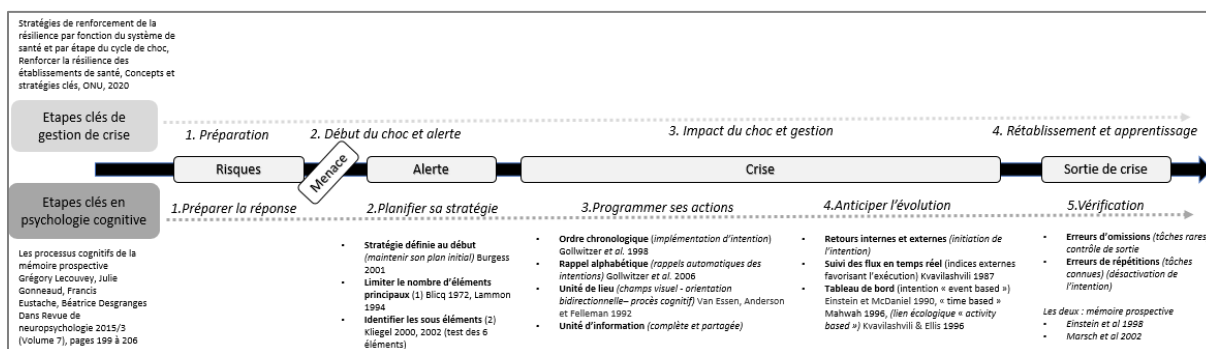 Stratégies de renforcement de la
résilience par fonction du système de
santé et par étape du cycle de choc,
Renforcer la résilience des
établissements de santé, Concepts et
stratégies clés, ONU, 2020
Etapes clés de
gestion de crise
1. Préparation
2. Début du choc et alerte
3. Impact du choc et gestion
4. Rétablissement et apprentissage
Risques
Menace
Alerte
Crise
Sortie de crise
Etapes clés en
psychologie cognitive
1.Préparer la réponse
2.Planifier sa stratégie
3.Programmer ses actions
4.Anticiper l'évolution
5.Vérification
Les processus cognitifs de la
mémoire prospective
Grégory Lecouvey, Julie
Gonneaud, Francis
Eustache, Béatrice Desgranges
Dans Revue de
neuropsychologie 2015/3
(Volume 7), pages 199 à 206
• Stratégie définie au début
(maintenir son plan initial) Burgess
2001
• Limiter le nombre d'éléments
principaux (1) Blicq 1972, Lammon
1994
• Identifier les sous éléments (2)
Kliegel 2000, 2002 (test des 6
éléments)
• Ordre chronologique (implémentation d'intention)
Gollwitzer et al. 1998
• Rappel alphabétique (rappels automatiques des
intentions) Gollwitzer et al. 2006
• Unité de lieu (champs visuel - orientation
bidirectionnelle– procès cognitif) Van Essen, Anderson
et Felleman 1992
• Unité d'information (complète et partagée)
• Retours internes et externes (initiation de
l'intention)
• Suivi des flux en temps réel (indices externes
favorisant l'exécution) Kvavilashvili 1987
• Tableau de bord (intention « event based »)
Einstein et McDaniel 1990, « time based »
Mahwah 1996, (lien écologique « activity
based ») Kvavilashvili & Ellis 1996
• Erreurs d'omissions (tâches rares,
contrôle de sortie)
• Erreurs de répétitions (tâches
connues) (désactivation de
l'intention)
Les deux : mémoire prospective
• Einstein et al 1998
• Marsch et al 2002